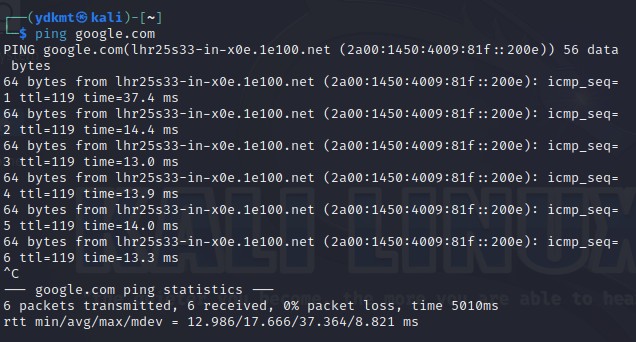 ┌──(ydkmt㉿kali)-[~]
└─$ ping google.com
PING google.com(lhr25s33-in-x0e.1e100.net (2a00:1450:4009:81f::200e)) 56 data
 bytes
64 bytes from lhr25s33-in-x0e.1e100.net (2a00:1450:4009:81f::200e): icmp_seq=
1 ttl=119 time=37.4 ms
64 bytes from lhr25s33-in-x0e.1e100.net (2a00:1450:4009:81f::200e): icmp_seq=
2 ttl=119 time=14.4 ms
64 bytes from lhr25s33-in-x0e.1e100.net (2a00:1450:4009:81f::200e): icmp_seq=
3 ttl=119 time=13.0 ms
64 bytes from lhr25s33-in-x0e.1e100.net (2a00:1450:4009:81f::200e): icmp_seq=
4 ttl=119 time=13.9 ms
64 bytes from lhr25s33-in-x0e.1e100.net (2a00:1450:4009:81f::200e): icmp_seq=
5 ttl=119 time=14.0 ms
64 bytes from lhr25s33-in-x0e.1e100.net (2a00:1450:4009:81f::200e): icmp_seq=
6 ttl=119 time=13.3 ms
^C
--- google.com ping statistics ---
6 packets transmitted, 6 received, 0% packet loss, time 5010ms
rtt min/avg/max/mdev = 12.986/17.666/37.364/8.821 ms
KALI LINUX
the more you are able to hea